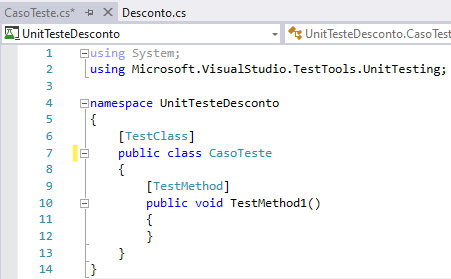 CasoTeste.cs* Desconto.cs
UnitTesteDesconto UnitTesteDesconto.CasoTest
1 using System;
2 using Microsoft.VisualStudio.TestTools.UnitTesting;
3
4 namespace UnitTesteDesconto
5 {
6 [TestClass]
7 public class CasoTeste
8 {
9 [TestMethod]
10 public void TestMethod1()
11 {
12 }
13 }
14 }